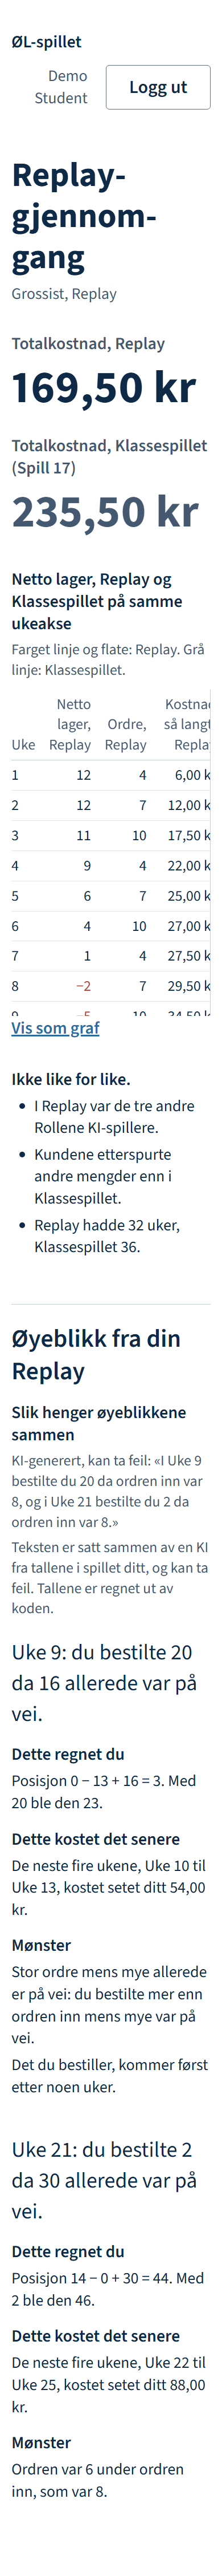 ØL-spillet
Demo
Student
Logg ut
Replay-
gjennom-
gang
Grossist, Replay
Totalkostnad, Replay
169,50 kr
Totalkostnad, Klassespillet
(Spill 17)
235,50 kr
Netto lager, Replay og
Klassespillet på samme
ukeakse
Farget linje og flate: Replay. Grå
linje: Klassespillet.
Netto
lager, Ordre,
Uke Replay Replay
1 12 4 6,00
2 12 7 12,00
3 11 10 17,50
4 9 4 22,00
5 6 7 25,00
6 4 10 27,00
7 1 4 27,50
8 −2 7 29,50
Vis som graf
Ikke like for like.
• I Replay var de tre andre
Rollene KI-spillere.
• Kundene etterspurte
andre mengder enn i
Klassespillet.
• Replay hadde 32 uker,
Klassespillet 36.
Øyeblikk fra din
Replay
Slik henger øyeblikkene
sammen
KI-generert, kan ta feil: «I Uke 9
bestilte du 20 da ordren inn var
8, og i Uke 21 bestilte du 2 da
ordren inn var 8.»
Teksten er satt sammen av en KI
fra tallene i spillet ditt, og kan ta
feil. Tallene er regnet ut av
koden.
Uke 9: du bestilte 20
da 16 allerede var på
vei.
Dette regnet du
Posisjon 0 − 13 + 16 = 3. Med
20 ble den 23.
Dette kostet det senere
De neste fire ukene, Uke 10 til
Uke 13, kostet setet ditt 54,00
kr.
Mønster
Stor ordre mens mye allerede
er på vei: du bestilte mer enn
ordren inn mens mye var på
vei.
Det du bestiller, kommer først
etter noen uker.
Uke 21: du bestilte 2
da 30 allerede var på
vei.
Dette regnet du
Posisjon 14 − 0 + 30 = 44. Med
2 ble den 46.
Dette kostet det senere
De neste fire ukene, Uke 22 til
Uke 25, kostet setet ditt 88,00
kr.
Mønster
Ordren var 6 under ordren
inn, som var 8.